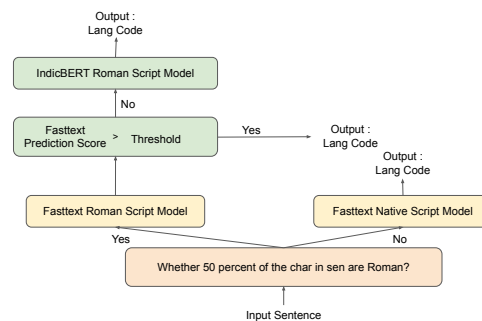 Output :
Lang Code
IndicBERT Roman Script Model
No
Fasttext
Prediction Score > Threshold
Yes
Output :
Lang Code
Output :
Lang Code
Fasttext Roman Script Model
Fasttext Native Script Model
Yes
No
Whether 50 percent of the char in sen are Roman?
Input Sentence